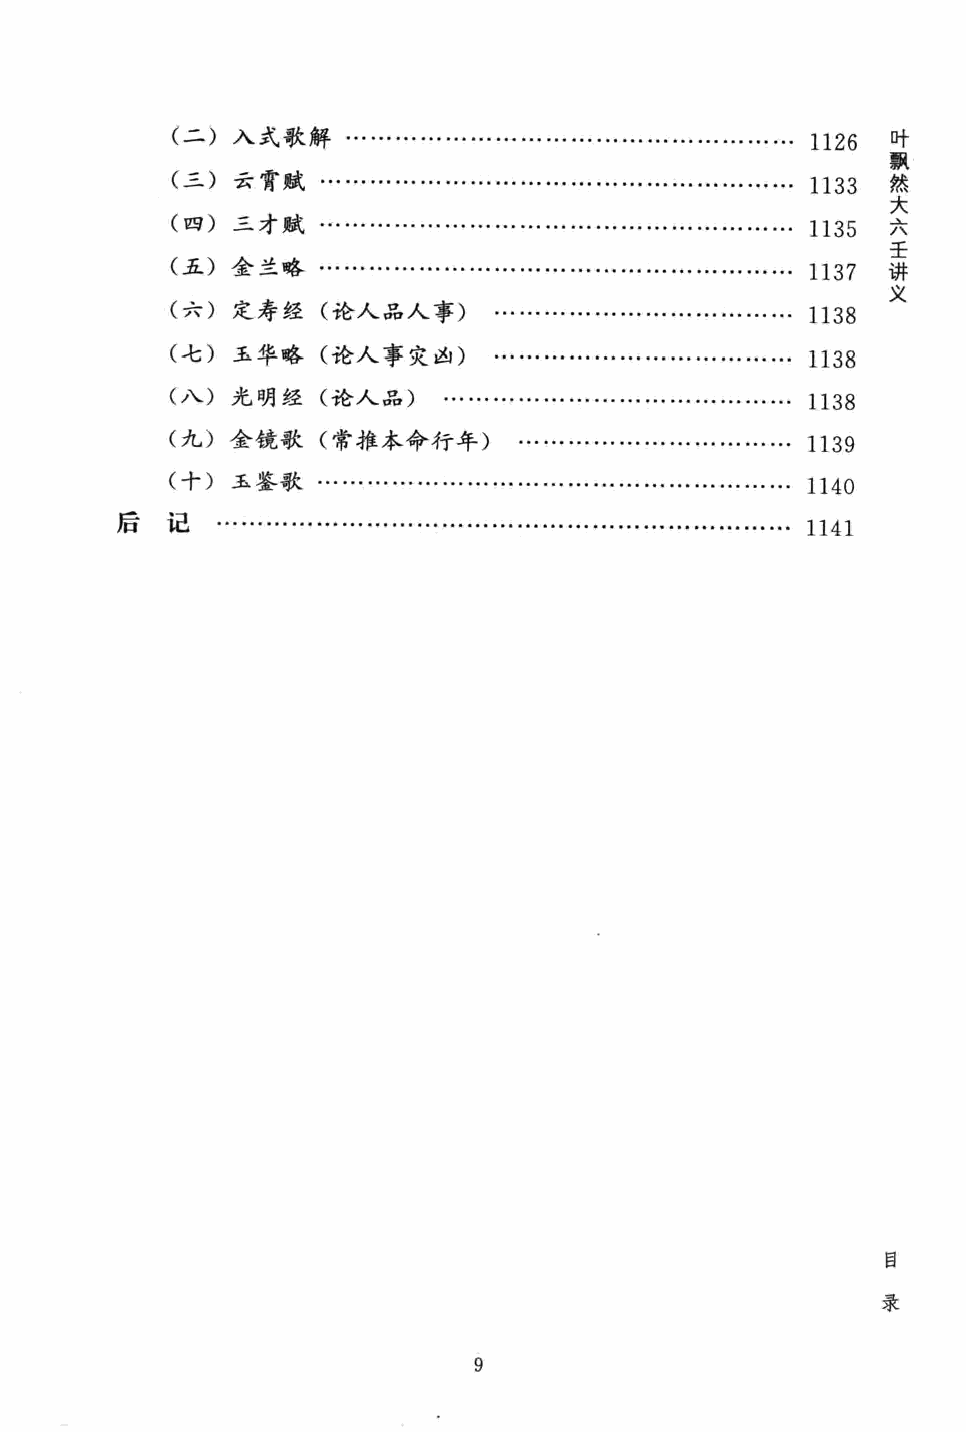 (二) 入式歌解 …………………………………………… 1126
(三) 云霄赋 ……………………………………………… 1133
(四) 三才赋 ……………………………………………… 1135
(五) 金兰略 ……………………………………………… 1137
(六) 定寿经 (论人品人事) …………………………… 1138
(七) 玉华略 (论人事灾凶) …………………………… 1138
(八) 光明经 (论人品) ………………………………… 1138
(九) 金镜歌 (常推本命行年) ………………………… 1139
(十) 玉鉴歌 ……………………………………………… 1140
后 记 ……………………………………………………… 1141
叶飘然大六壬讲义
目录
9